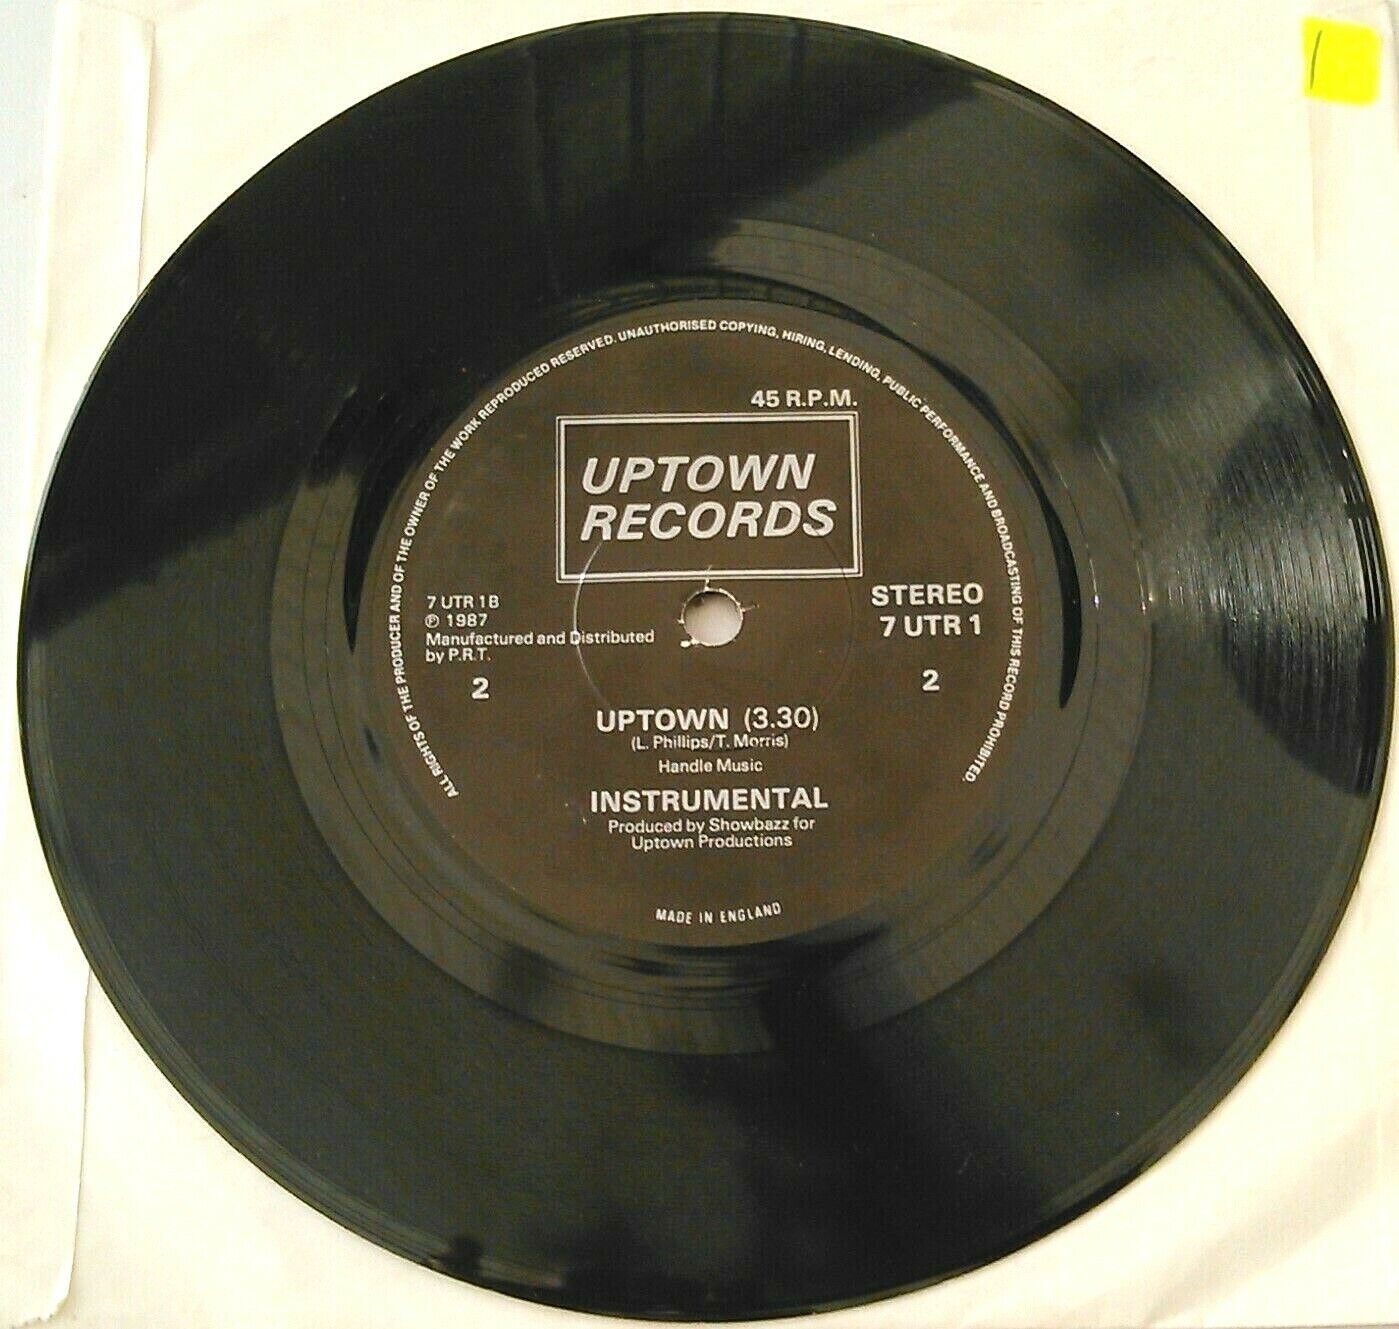 ALL RIGHTS OF THE PRODUCER AND OF THE OWNER OF THE WORK REPRODUCED RESERVED. UNAUTHORISED COPYING, HIRING, LENDING, PUBLIC PERFORMANCE AND BROADCASTING OF THIS RECORD PROHIBITED.
45 R.P.M.
UPTOWN
RECORDS
7 UTR 1B
℗ 1987
Manufactured and Distributed
by P.R.T.
2
STEREO
7 UTR 1
2
UPTOWN (3.30)
(L. Phillips/T. Morris)
Handle Music
INSTRUMENTAL
Produced by Showbazz for
Uptown Productions
MADE IN ENGLAND